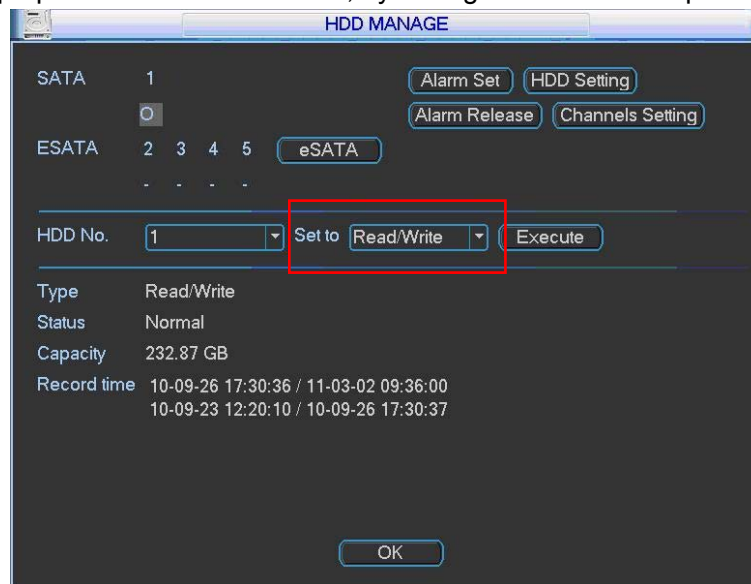 HDD MANAGE
SATA 1 Alarm Set HDD Setting
O Alarm Release Channels Setting
ESATA 2 3 4 5 eSATA
- - - -
HDD No. 1 Set to Read/Write Execute
Type Read/Write
Status Normal
Capacity 232.87 GB
Record time 10-09-26 17:30:36 / 11-03-02 09:36:00
10-09-23 12:20:10 / 10-09-26 17:30:37
OK